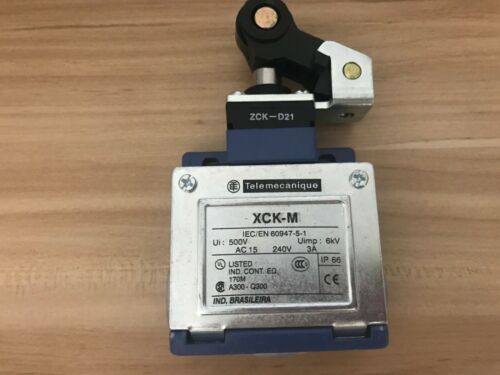 ZCK-D21
Telemecanique
XCK-M
IEC/EN 60947-5-1
Ui : 500V Uimp : 6kV
AC 15 240V 3A
UL LISTED IP 66
IND. CONT. EQ.
170M
A300 - Q300
IND. BRASILEIRA